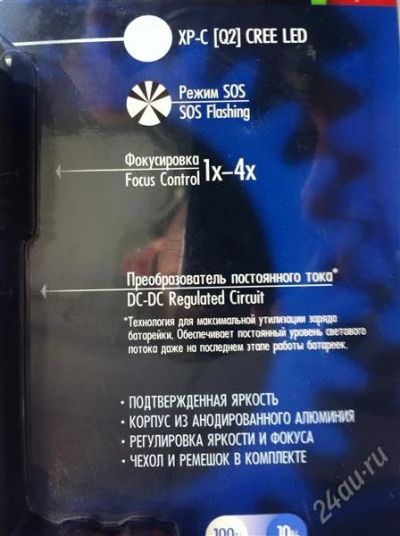 XP-C [Q2] CREE LED
Режим SOS
SOS Flashing
Фокусировка
Focus Control 1x–4x
Преобразователь постоянного тока*
DC-DC Regulated Circuit
*Технология для максимальной утилизации заряда
батарейки. Обеспечивает постоянный уровень светового
потока даже на последнем этапе работы батареек.
· ПОДТВЕРЖДЕННАЯ ЯРКОСТЬ
· КОРПУС ИЗ АНОДИРОВАННОГО АЛЮМИНИЯ
· РЕГУЛИРОВКА ЯРКОСТИ И ФОКУСА
· ЧЕХОЛ И РЕМЕШОК В КОМПЛЕКТЕ
24au.ru